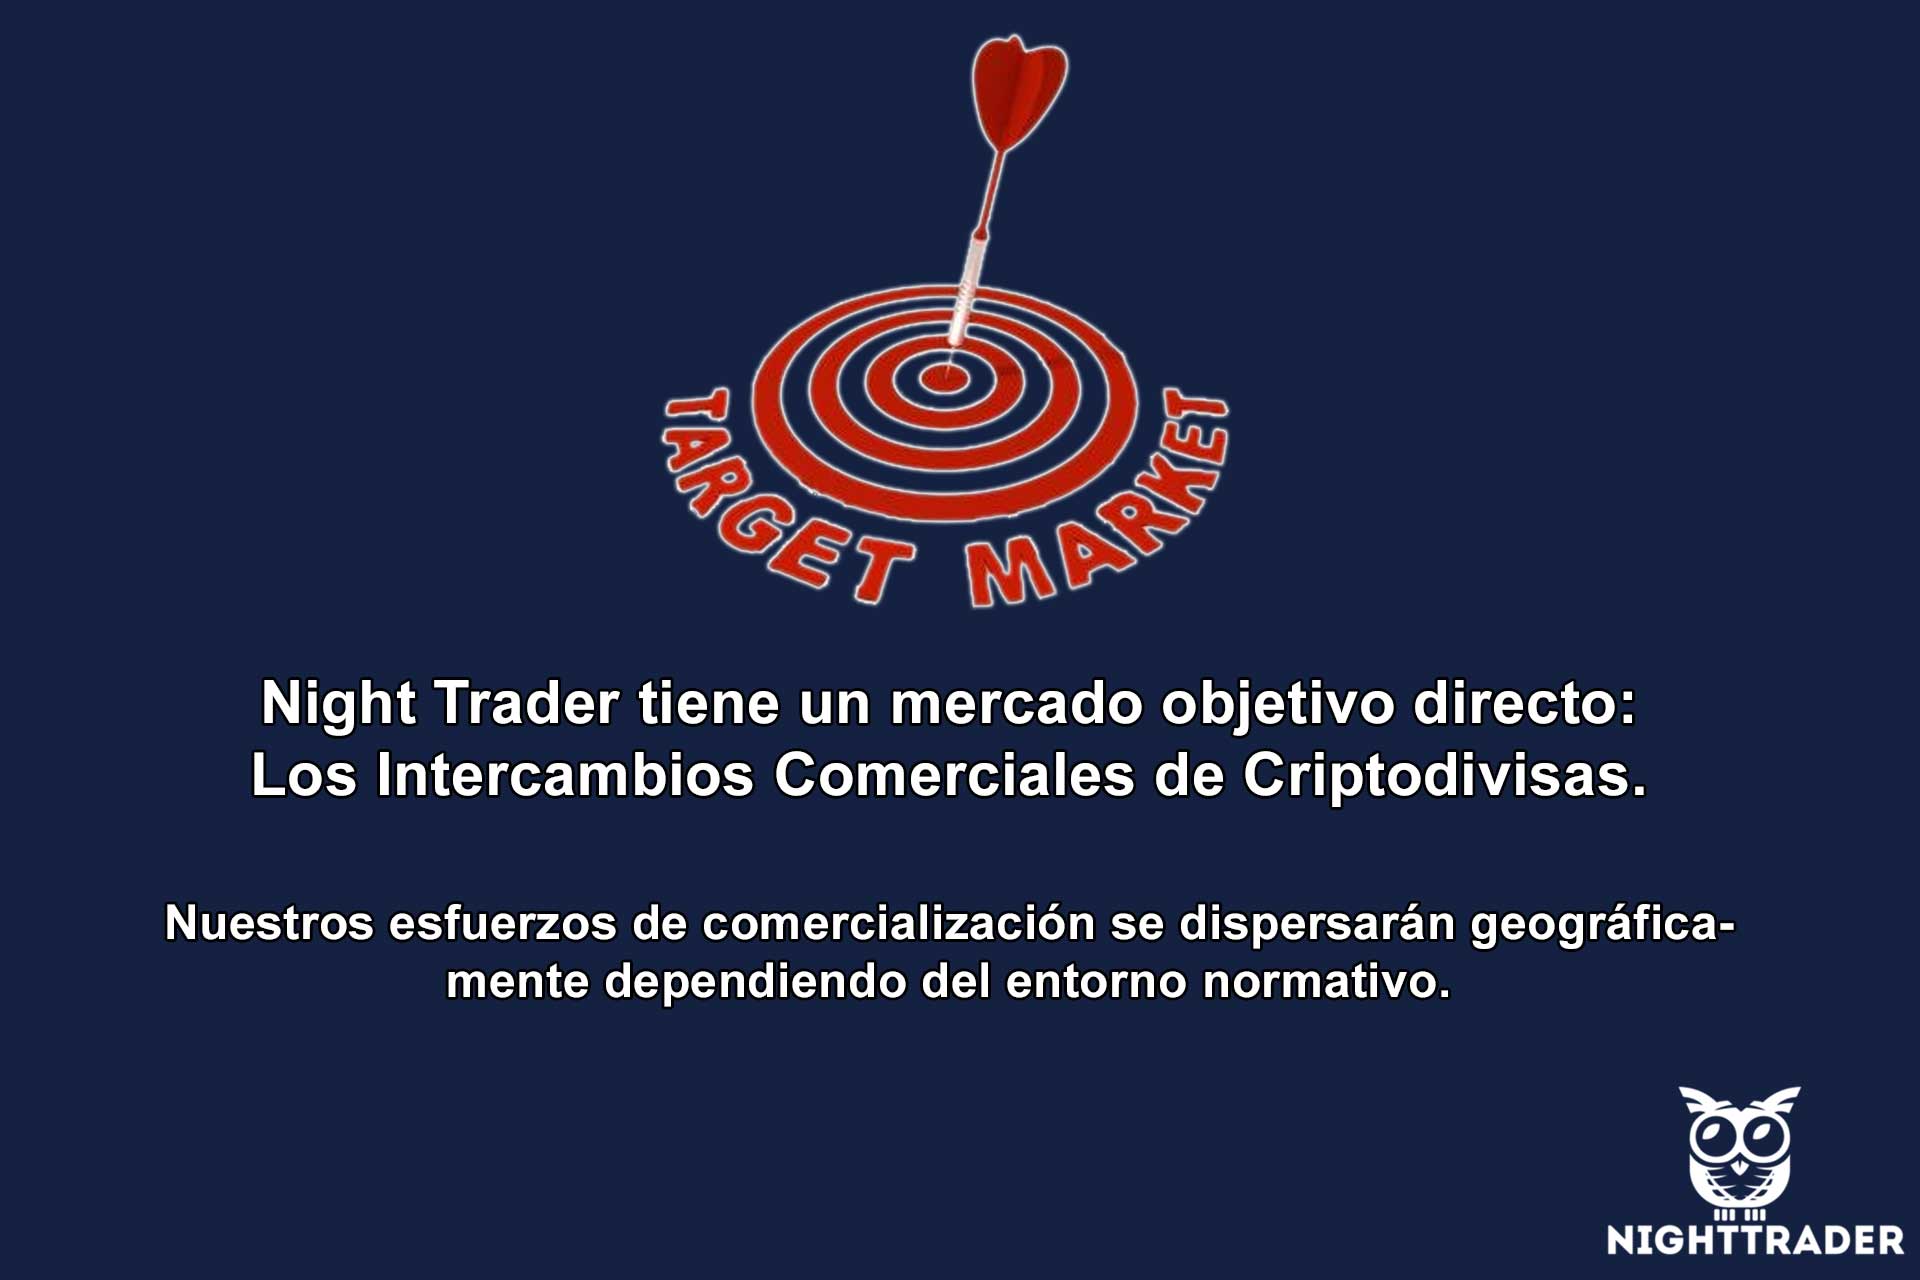 TARGET MARKET
Night Trader tiene un mercado objetivo directo:
Los Intercambios Comerciales de Criptodivisas.
Nuestros esfuerzos de comercialización se dispersarán geográfica-
mente dependiendo del entorno normativo.
NIGHTTRADER